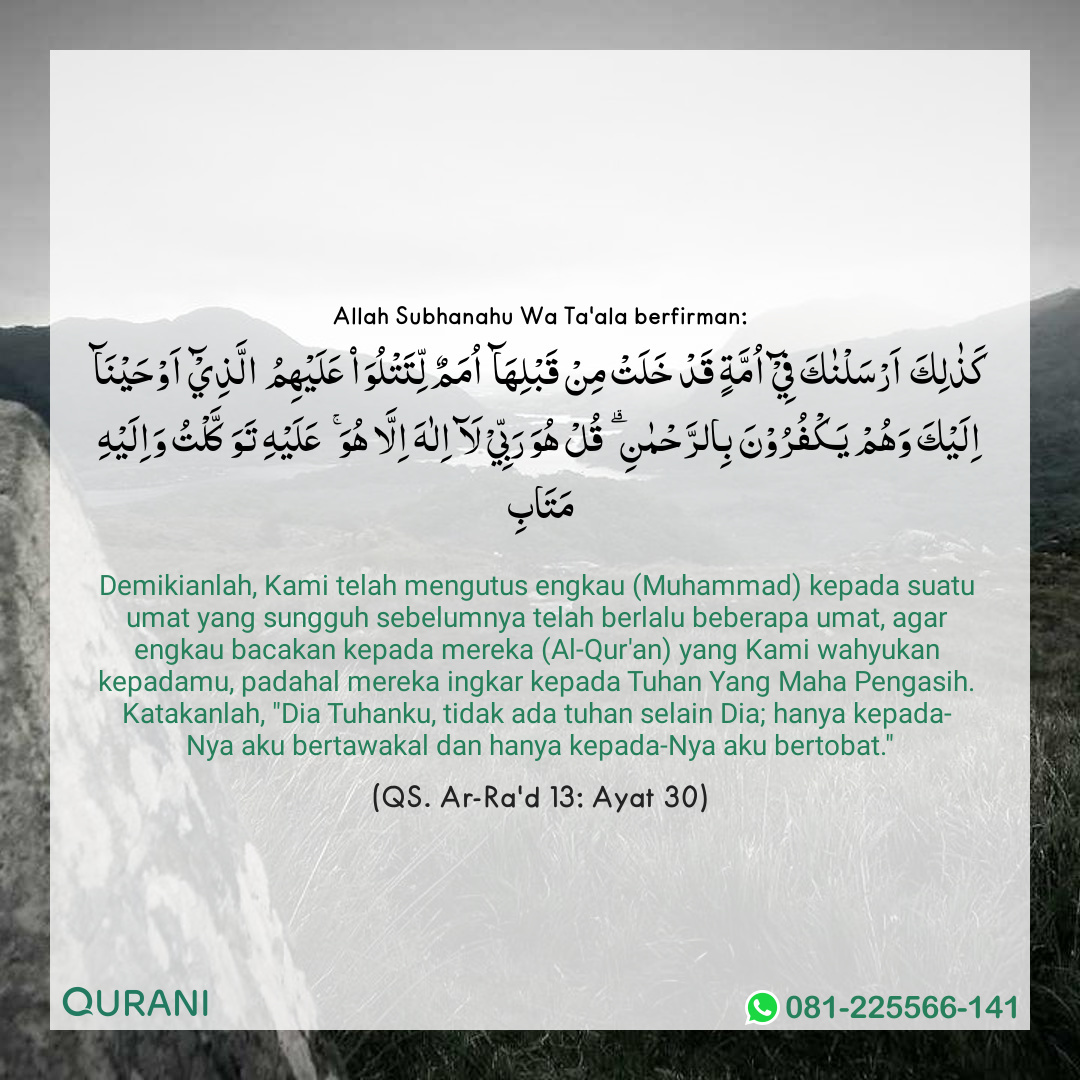 Allah Subhanahu Wa Ta'ala berfirman:
كَذٰلِكَ اَرْسَلْنٰكَ فِيْۤ اُمَّةٍ قَدْ خَلَتْ مِنْ قَبْلِهَاۤ اُمَمٌ لِّتَتْلُوَا۟ عَلَيْهِمُ الَّذِيْۤ اَوْحَيْنَاۤ
اِلَيْكَ وَهُمْ يَكْفُرُوْنَ بِالرَّحْمٰنِ ۗ قُلْ هُوَ رَبِّيْ لَاۤ اِلٰهَ اِلَّا هُوَ ۚ عَلَيْهِ تَوَكَّلْتُ وَاِلَيْهِ
مَتَابِ
Demikianlah, Kami telah mengutus engkau (Muhammad) kepada suatu
umat yang sungguh sebelumnya telah berlalu beberapa umat, agar
engkau bacakan kepada mereka (Al-Qur'an) yang Kami wahyukan
kepadamu, padahal mereka ingkar kepada Tuhan Yang Maha Pengasih.
Katakanlah, "Dia Tuhanku, tidak ada tuhan selain Dia; hanya kepada-
Nya aku bertawakal dan hanya kepada-Nya aku bertobat."
(QS. Ar-Ra'd 13: Ayat 30)
QURANI
081-225566-141